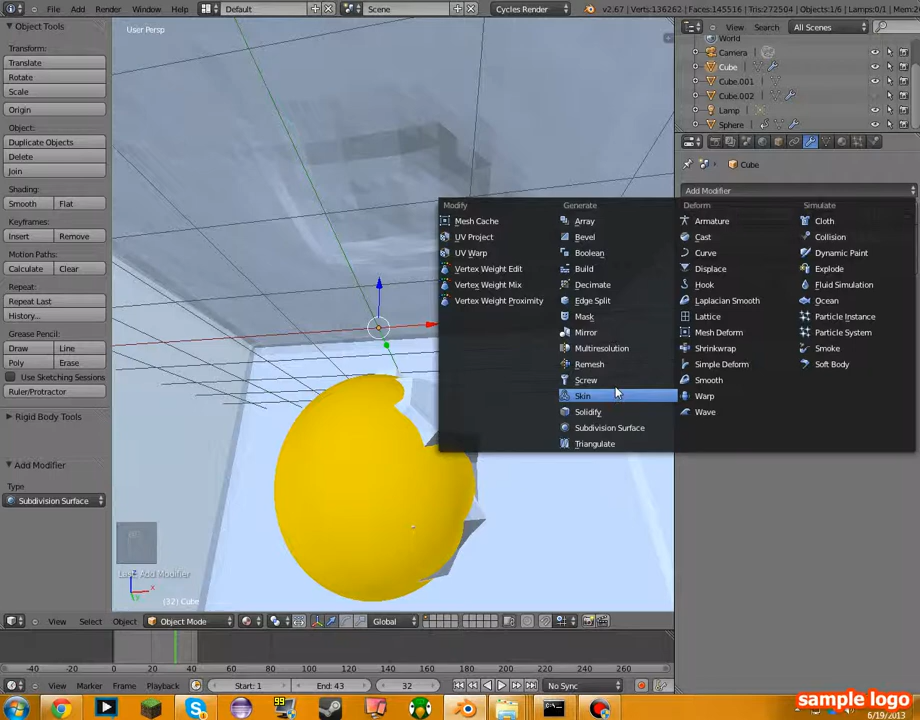 File Add Render Window Help Default Scene Cycles Render v2.67 | Verts:136262 | Faces:145516 | Tris:272504 | Objects:1/6 | Lamps:0/1 |
Object Tools
User Persp
View Search All Scenes
World
Camera
Cube
Cube.001
Cube.002
Lamp
Sphere
Transform:
Translate
Rotate
Scale
Origin
Object:
Duplicate Objects
Delete
Join
Shading:
Smooth Flat
Keyframes:
Insert Remove
Motion Paths:
Calculate Clear
Repeat:
Repeat Last
History...
Grease Pencil:
Draw Line
Poly Erase
Use Sketching Sessions
Ruler/Protractor
Rigid Body Tools
Add Modifier
Type
Subdivision Surface
Cube
Add Modifier
Modify
Mesh Cache
UV Project
UV Warp
Vertex Weight Edit
Vertex Weight Mix
Vertex Weight Proximity
Generate
Array
Bevel
Boolean
Build
Decimate
Edge Split
Mask
Mirror
Multiresolution
Remesh
Screw
Skin
Solidify
Subdivision Surface
Triangulate
Deform
Armature
Cast
Curve
Displace
Hook
Laplacian Smooth
Lattice
Mesh Deform
Shrinkwrap
Simple Deform
Smooth
Warp
Wave
Simulate
Cloth
Collision
Dynamic Paint
Explode
Fluid Simulation
Ocean
Particle Instance
Particle System
Smoke
Soft Body
Last: Add Modifier
(32) Cube
View Select Object Object Mode Global
-40 -20 0 20 40 60 80 100 120 140 160 180 200 220 240 260
View Marker Frame Playback Start: 1 End: 43 32 No Sync
sample logo
6/19/2013